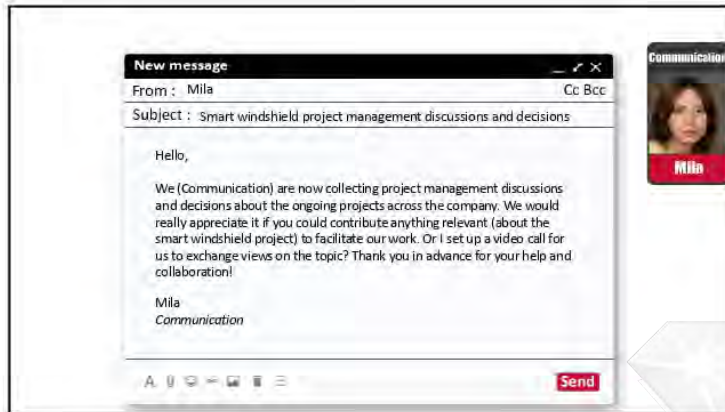 New message
From : Mila Cc Bcc
Subject : Smart windshield project management discussions and decisions
Hello,
We (Communication) are now collecting project management discussions
and decisions about the ongoing projects across the company. We would
really appreciate it if you could contribute anything relevant (about the
smart windshield project) to facilitate our work. Or I set up a video call for
us to exchange views on the topic? Thank you in advance for your help and
collaboration!
Mila
Communication
Send
Communication
Mila